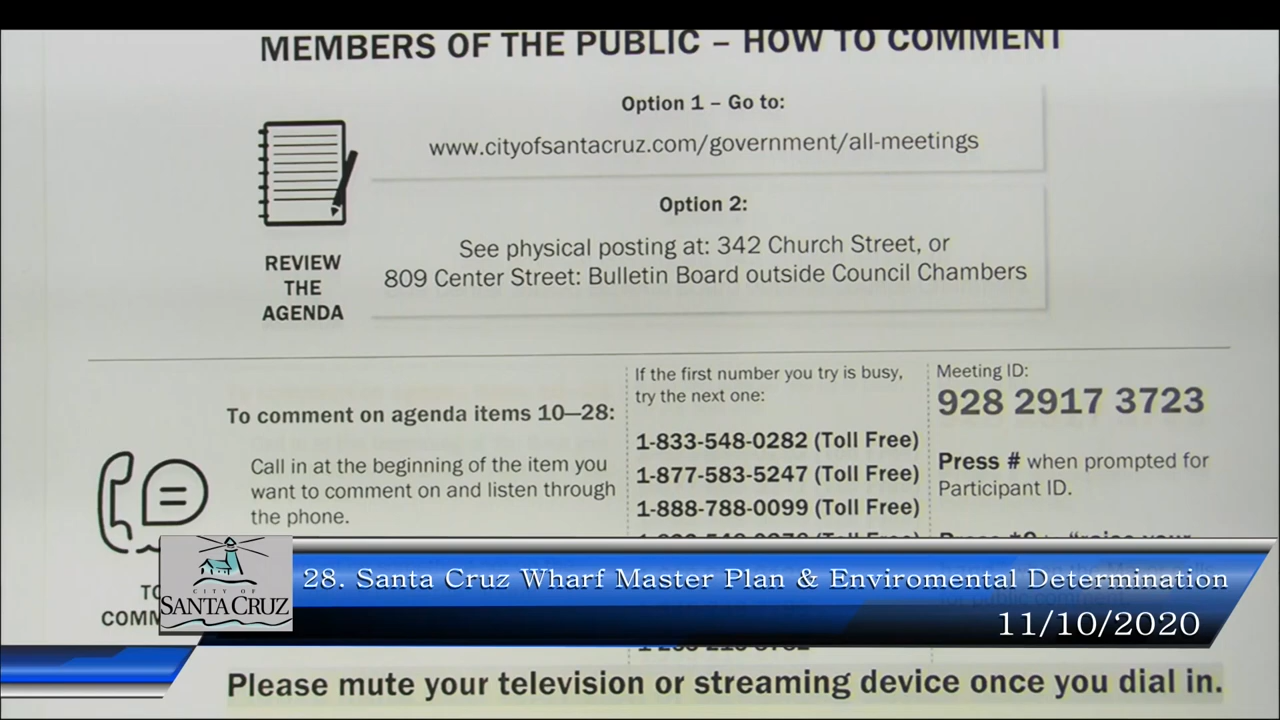 MEMBERS OF THE PUBLIC – HOW TO COMMENT
Option 1 – Go to:
www.cityofsantacruz.com/government/all-meetings
Option 2:
See physical posting at: 342 Church Street, or
809 Center Street: Bulletin Board outside Council Chambers
REVIEW
THE
AGENDA
To comment on agenda items 10—28:
Call in at the beginning of the item you
want to comment on and listen through
the phone.
If the first number you try is busy,
try the next one:
1-833-548-0282 (Toll Free)
1-877-583-5247 (Toll Free)
1-888-788-0099 (Toll Free)
Meeting ID:
928 2917 3723
Press # when prompted for
Participant ID.
TO
COMM
CITY OF
SANTA CRUZ
28. Santa Cruz Wharf Master Plan & Enviromental Determination
11/10/2020
Please mute your television or streaming device once you dial in.